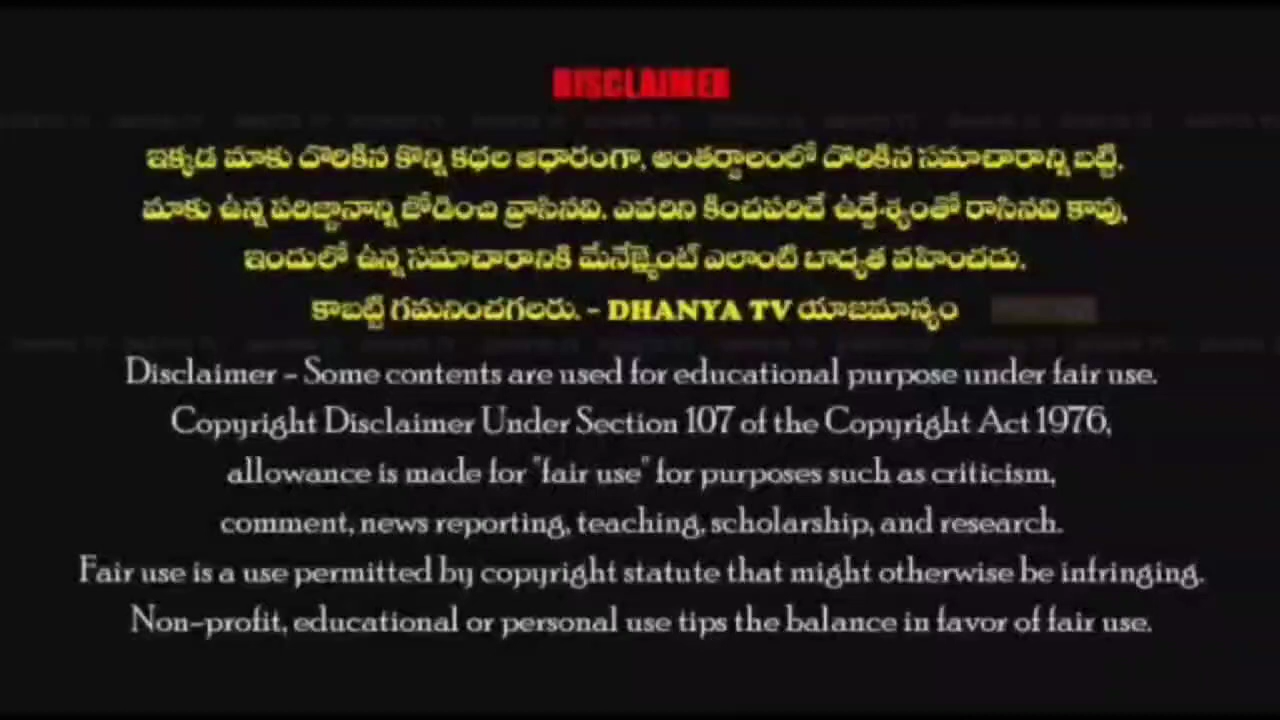 DISCLAIMER
ఇక్కడ మాకు దొరికిన కొన్ని కథల ఆధారంగా, అంతర్జాలంలో దొరికిన సమాచారాన్ని బట్టి,
మాకు ఉన్న పరిజ్ఞానాన్ని జోడించి వ్రాసినవి. ఎవరిని కించపరిచే ఉద్దేశ్యంతో రాసినవి కావు,
ఇందులో ఉన్న సమాచారానికి మేనేజ్మెంట్ ఎలాంటి బాద్యత వహించదు.
కాబట్టి గమనించగలరు. - DHANYA TV యాజమాన్యం
Disclaimer - Some contents are used for educational purpose under fair use.
Copyright Disclaimer Under Section 107 of the Copyright Act 1976,
allowance is made for "fair use" for purposes such as criticism,
comment, news reporting, teaching, scholarship, and research.
Fair use is a use permitted by copyright statute that might otherwise be infringing.
Non-profit, educational or personal use tips the balance in favor of fair use.